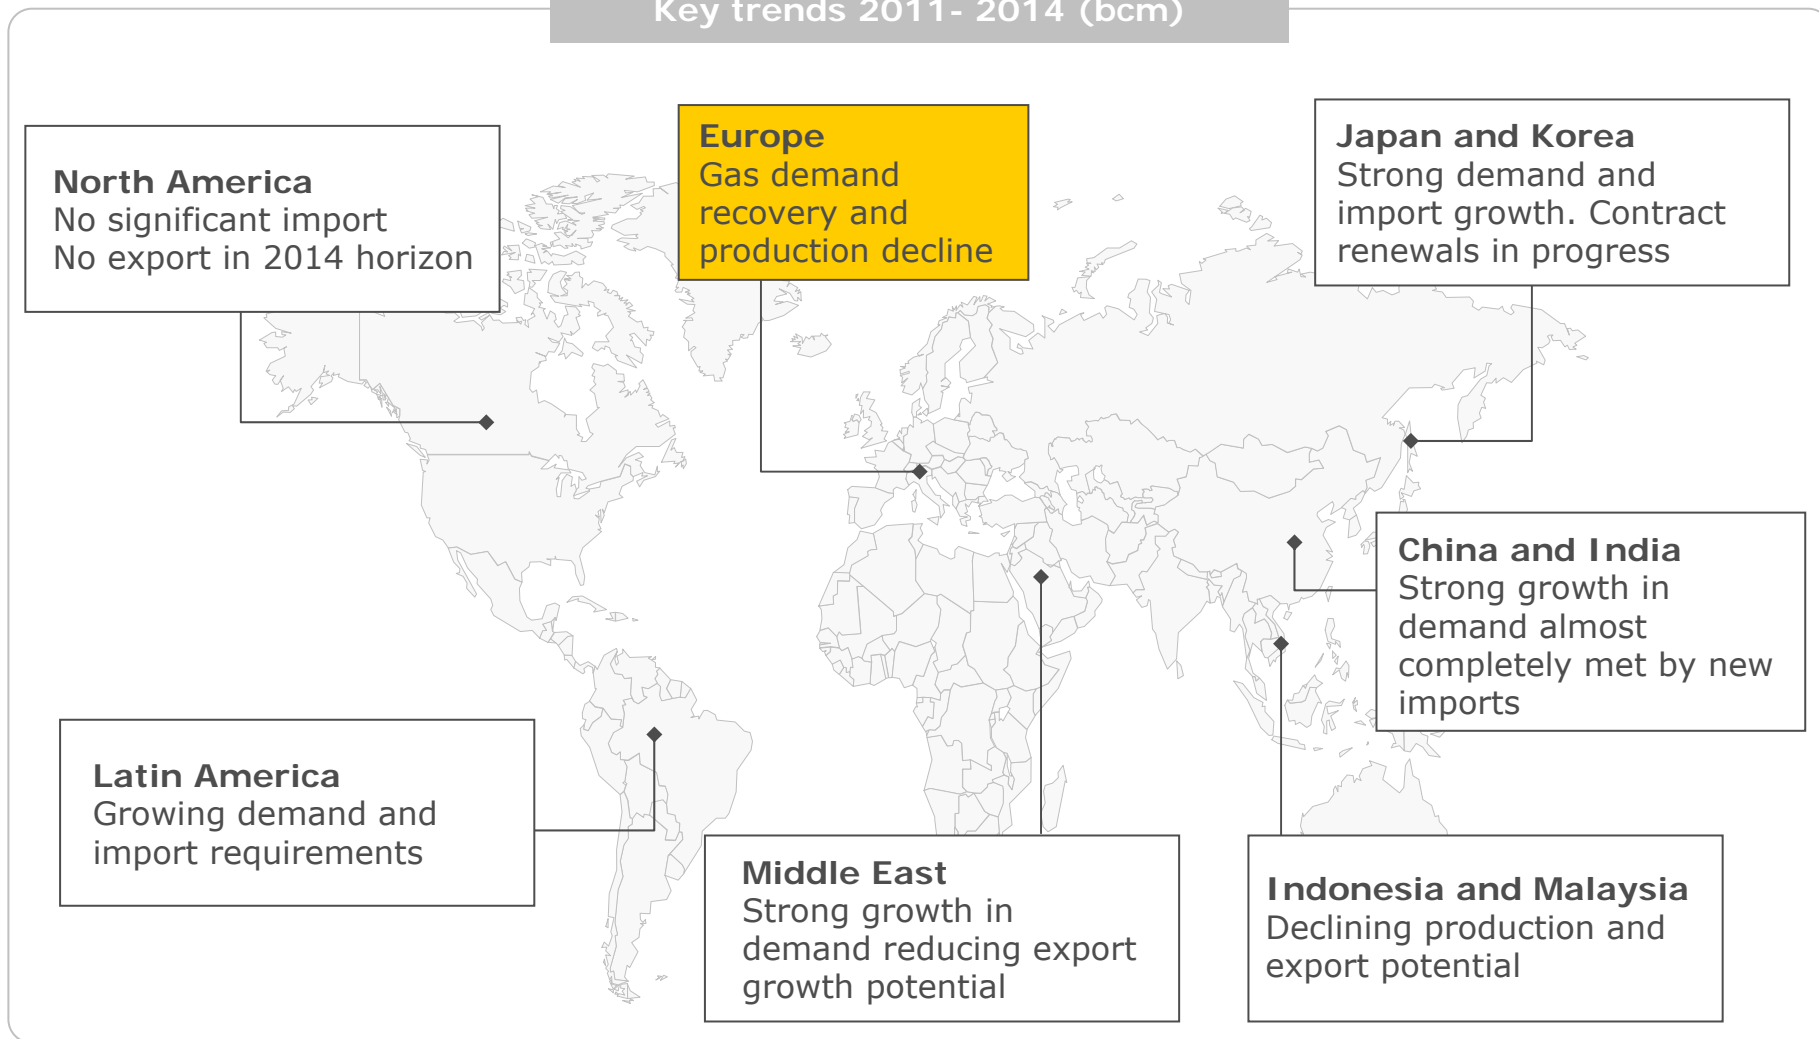 Key trends 2011- 2014 (bcm)
North America
No significant import
No export in 2014 horizon
Europe
Gas demand
recovery and
production decline
Japan and Korea
Strong demand and
import growth. Contract
renewals in progress
China and India
Strong growth in
demand almost
completely met by new
imports
Latin America
Growing demand and
import requirements
Middle East
Strong growth in
demand reducing export
growth potential
Indonesia and Malaysia
Declining production and
export potential